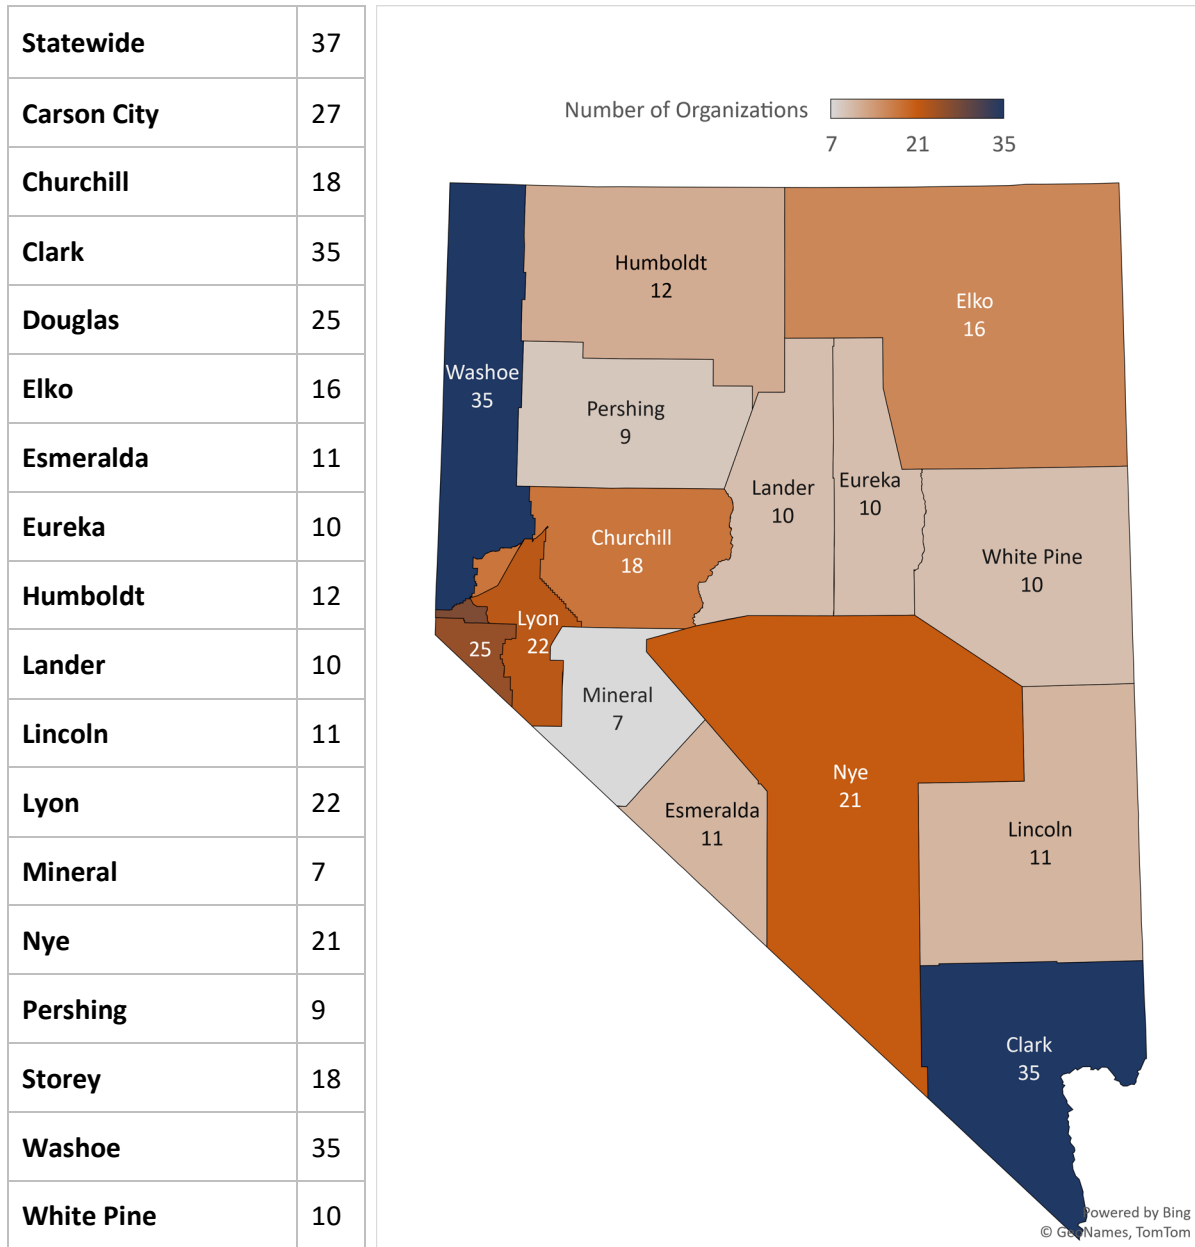 Statewide 37
Carson City 27
Churchill 18
Clark 35
Douglas 25
Elko 16
Esmeralda 11
Eureka 10
Humboldt 12
Lander 10
Lincoln 11
Lyon 22
Mineral 7
Nye 21
Pershing 9
Storey 18
Washoe 35
White Pine 10
Number of Organizations
7 21 35
Humboldt
12
Elko
16
Washoe
35
Pershing
9
Lander
10
Eureka
10
Churchill
18
White Pine
10
Lyon
22
25
Mineral
7
Nye
21
Esmeralda
11
Lincoln
11
Clark
35
Powered by Bing
© GeoNames, TomTom